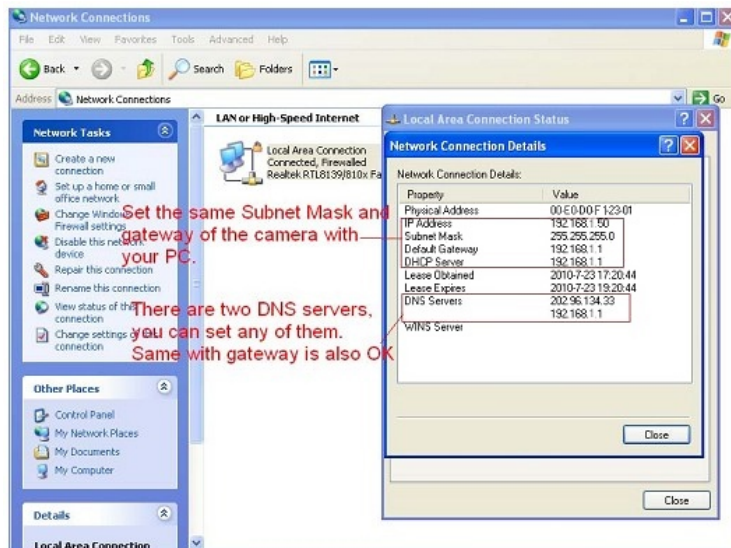 Network Connections
File Edit View Favorites Tools Advanced Help
Back Search Folders
Address Network Connections Go
Network Tasks
Create a new
connection
Set up a home or small
office network
Change Windows
Firewall settings
Disable this network
device
Repair this connection
Rename this connection
View status of this
connection
Change settings of this
connection
Other Places
Control Panel
My Network Places
My Documents
My Computer
Details
Local Area Connection
LAN or High-Speed Internet
Local Area Connection
Connected, Firewalled
Realtek RTL8139/810x Fa
Set the same Subnet Mask and
gateway of the camera with
your PC.
There are two DNS servers,
you can set any of them.
Same with gateway is also OK
Local Area Connection Status
Network Connection Details
Network Connection Details:
Property Value
Physical Address
IP Address 192.168.1.50
Subnet Mask 255.255.255.0
Default Gateway 192.168.1.1
DHCP Server 192.168.1.1
Lease Obtained 2010-7-23 17:20:44
Lease Expires 2010-7-23 19:20:44
DNS Servers 202.96.134.33
192.168.1.1
WINS Server
Close
Close